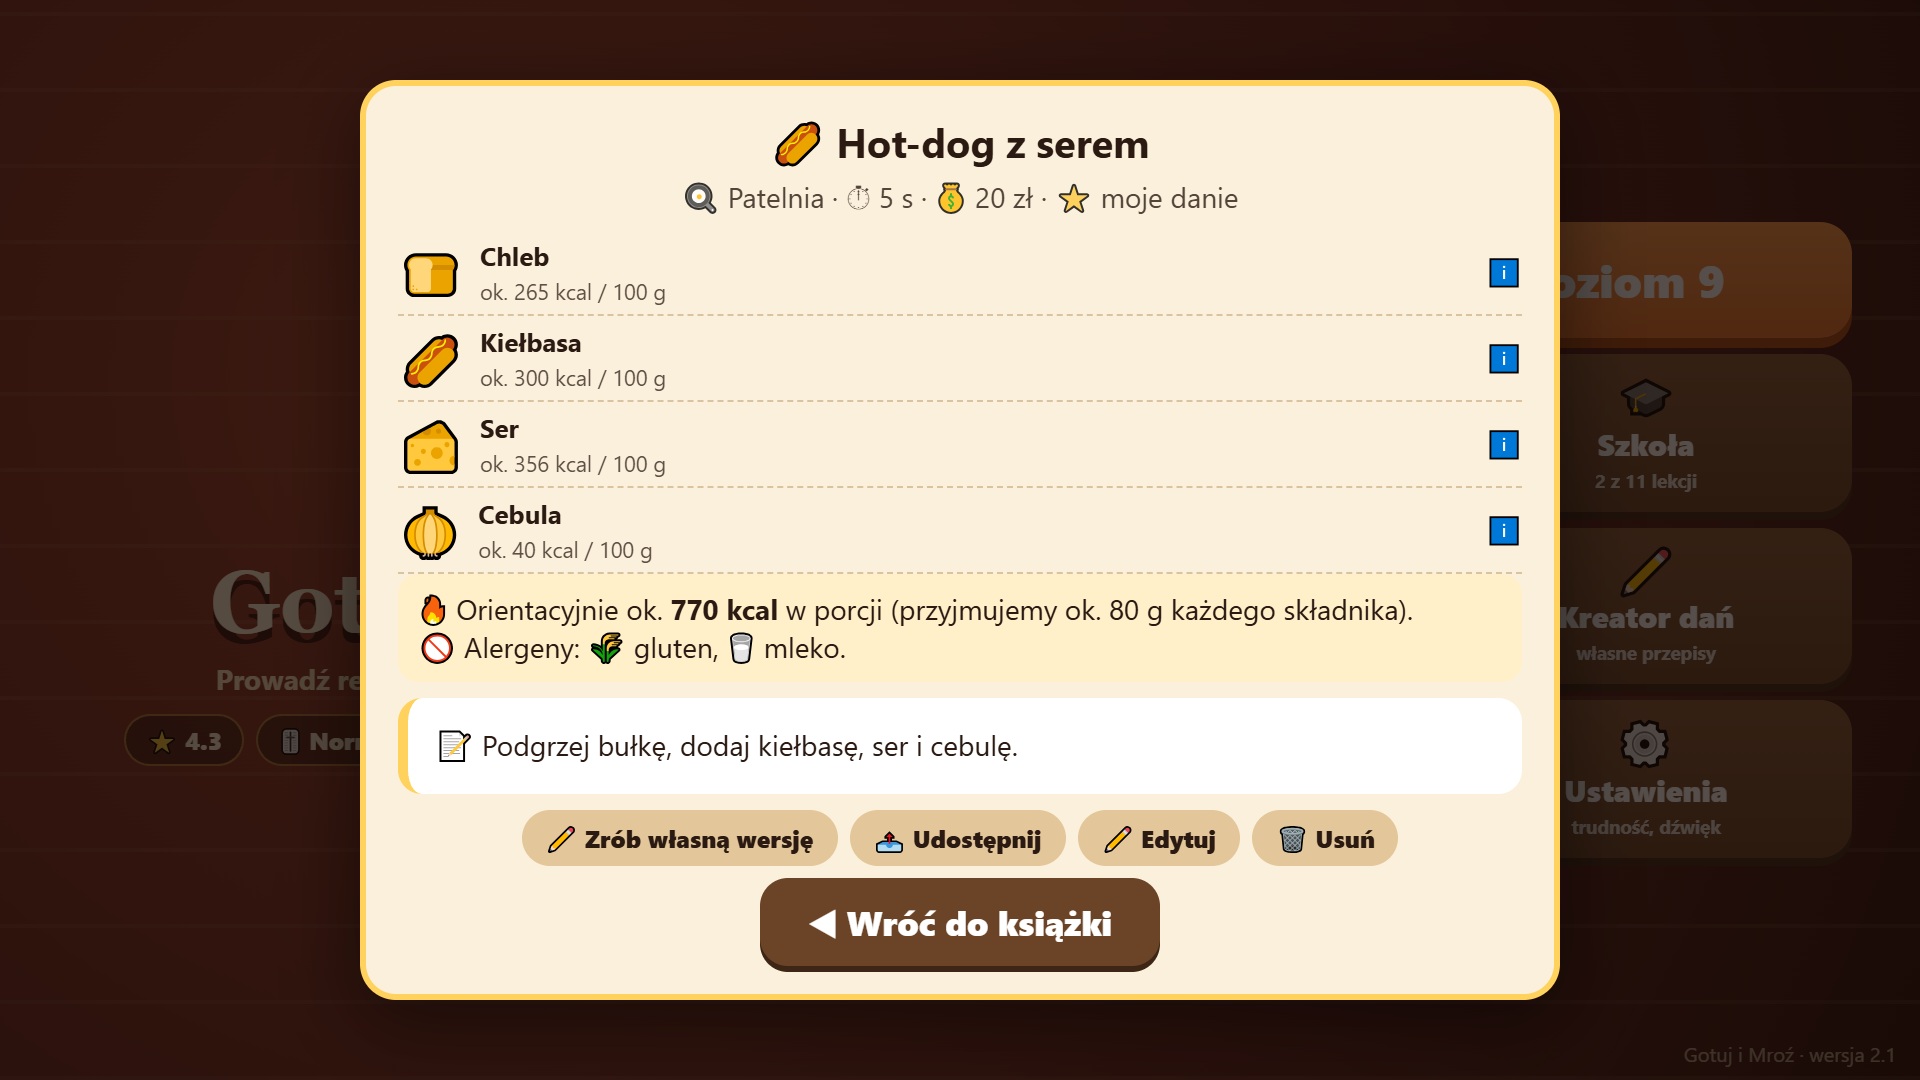 Hot-dog z serem
Patelnia · 5 s · 20 zł · moje danie
Chleb
ok. 265 kcal / 100 g
Kiełbasa
ok. 300 kcal / 100 g
Ser
ok. 356 kcal / 100 g
Cebula
ok. 40 kcal / 100 g
Orientacyjnie ok. 770 kcal w porcji (przyjmujemy ok. 80 g każdego składnika).
Alergeny: gluten, mleko.
Podgrzej bułkę, dodaj kiełbasę, ser i cebulę.
Zrób własną wersję
Udostępnij
Edytuj
Usuń
Wróć do książki
Got
Prowadź re
4.3
Norm
oziom 9
Szkoła
2 z 11 lekcji
Kreator dań
własne przepisy
Ustawienia
trudność, dźwięk
Gotuj i Mroź · wersja 2.1